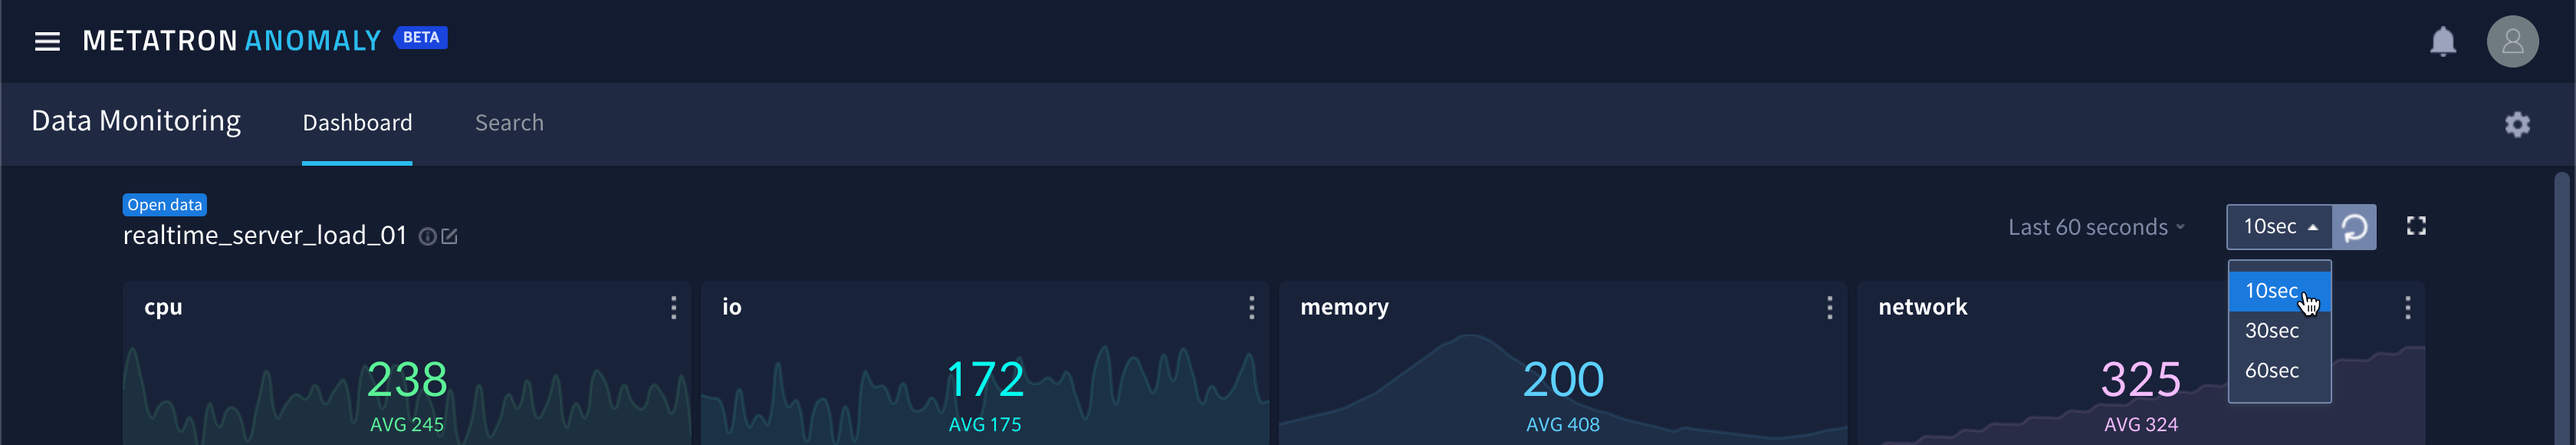 METATRON ANOMALY BETA
Data Monitoring Dashboard Search
Open data
realtime_server_load_01
Last 60 seconds 10sec
10sec
30sec
60sec
cpu
238
AVG 245
io
172
AVG 175
memory
200
AVG 408
network
325
AVG 324